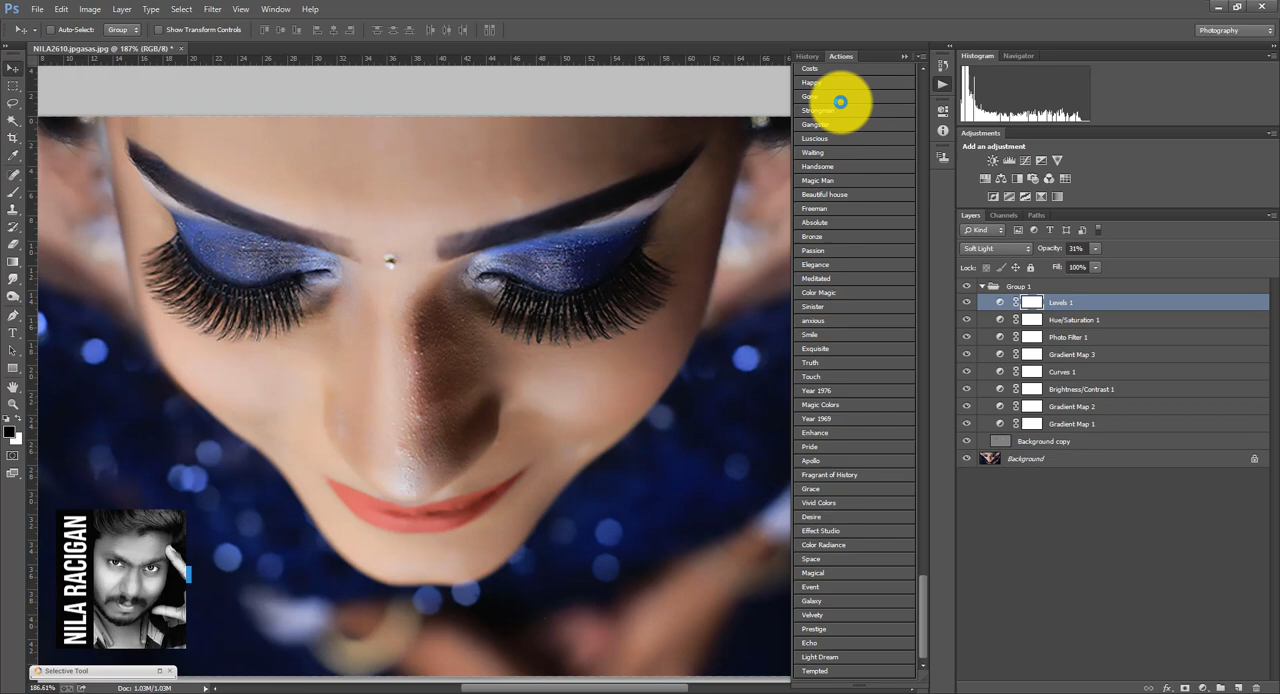 Ps File Edit Image Layer Type Select Filter View Window Help
Auto-Select: Group Show Transform Controls Photography
NILA2610.jpgasas.jpg @ 187% (RGB/8) *
History Actions
Costs
Happy
Gone
Strongman
Gangster
Luscious
Waiting
Handsome
Magic Man
Beautiful house
Freeman
Absolute
Bronze
Passion
Elegance
Meditated
Color Magic
Sinister
anxious
Smile
Exquisite
Truth
Touch
Year 1976
Magic Colors
Year 1969
Enhance
Pride
Apollo
Fragrant of History
Grace
Vivid Colors
Desire
Effect Studio
Color Radiance
Space
Magical
Event
Galaxy
Velvety
Prestige
Echo
Light Dream
Tempted
Histogram Navigator
Adjustments
Add an adjustment
Layers Channels Paths
Kind
Soft Light Opacity: 31%
Lock: Fill: 100%
Group 1
Levels 1
Hue/Saturation 1
Photo Filter 1
Gradient Map 3
Curves 1
Brightness/Contrast 1
Gradient Map 2
Gradient Map 1
Background copy
Background
NILA RACIGAN
Selective Tool
186.61% Doc: 1.03M/1.03M